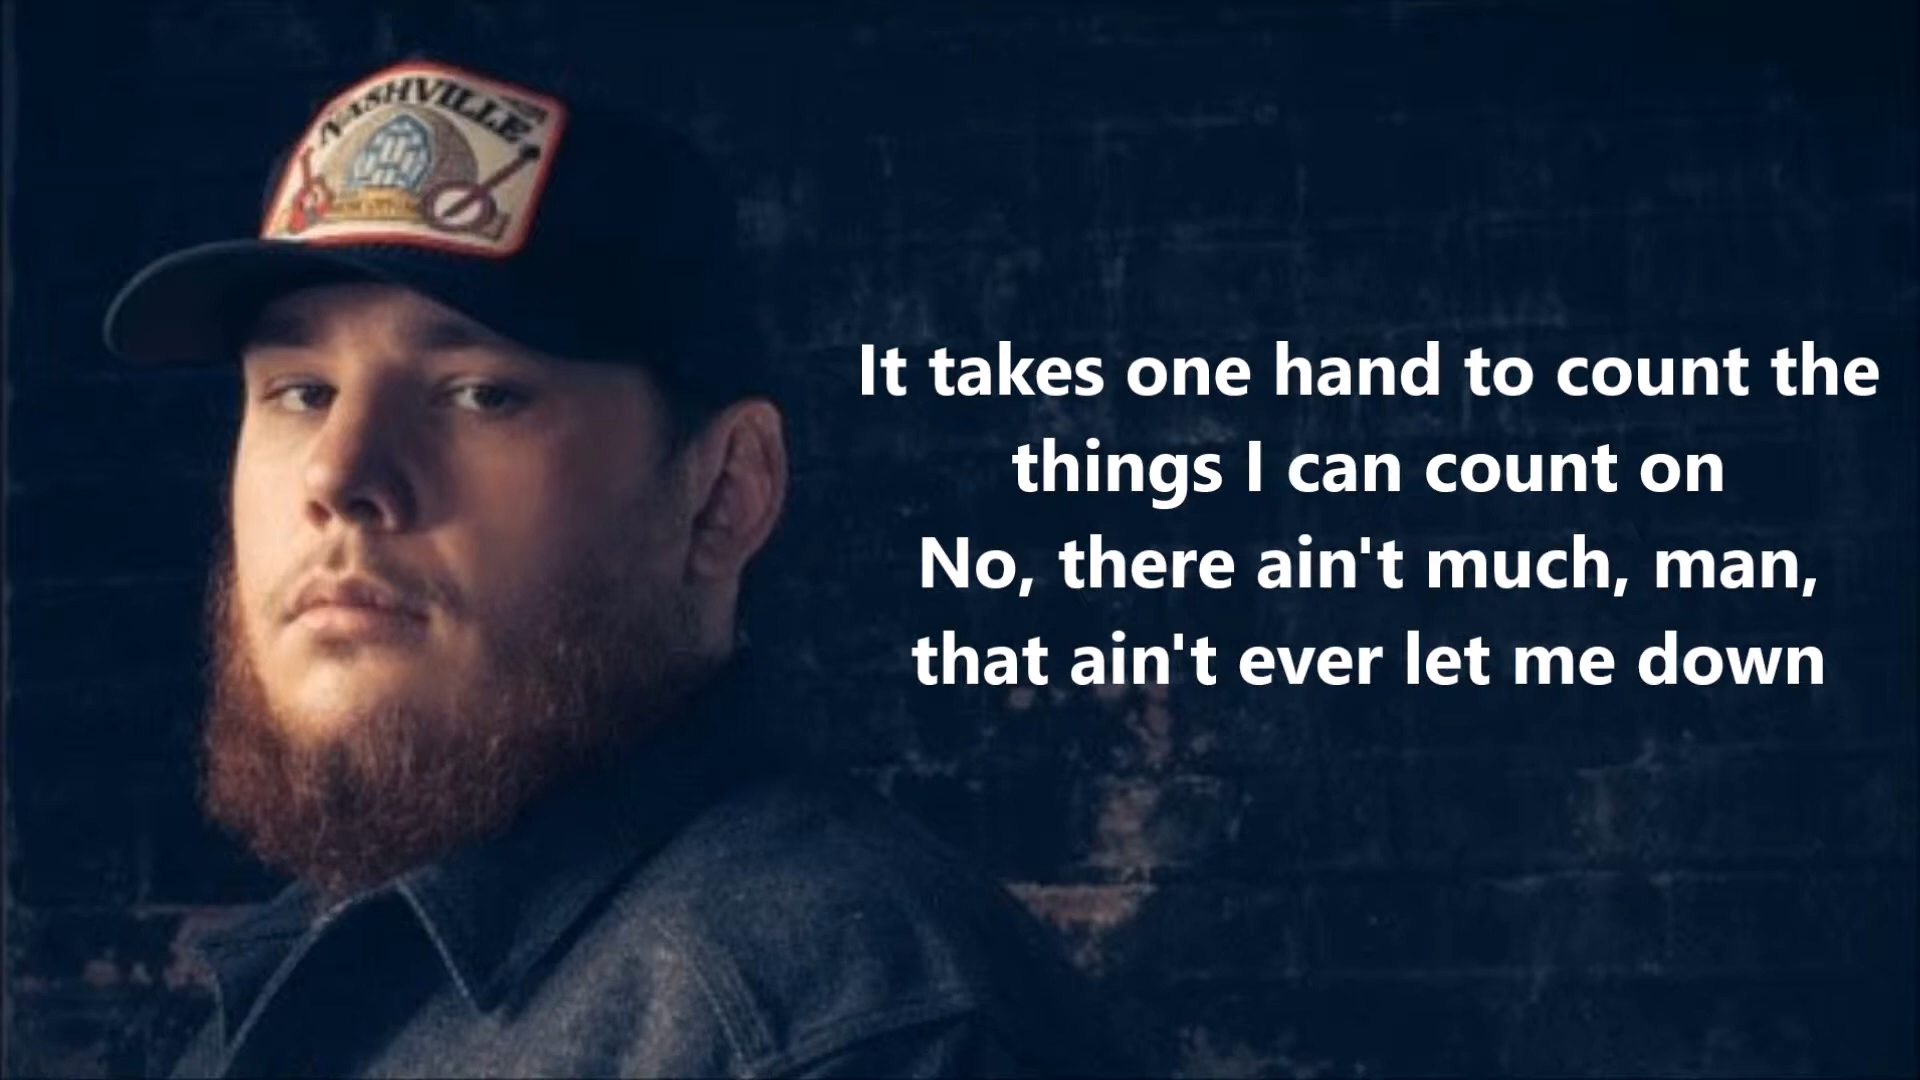 NASHVILLE
It takes one hand to count the
things I can count on
No, there ain't much, man,
that ain't ever let me down